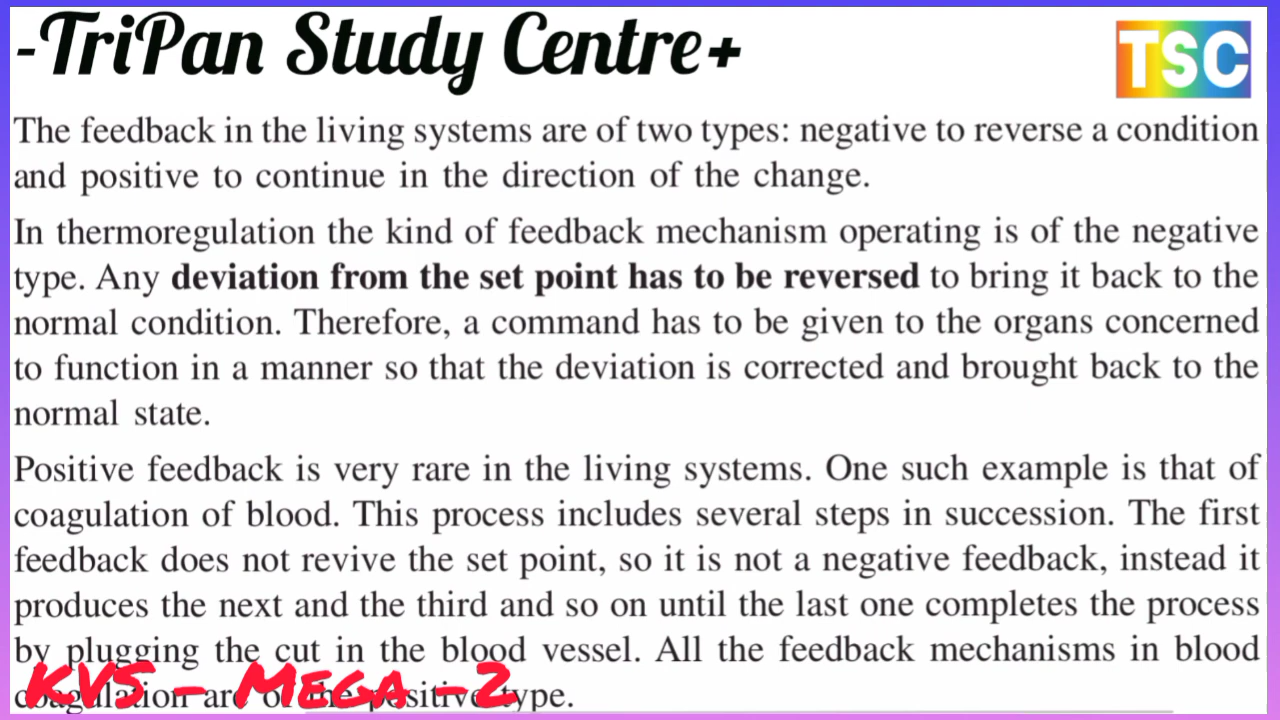 -TriPan Study Centre+
TSC
The feedback in the living systems are of two types: negative to reverse a condition
and positive to continue in the direction of the change.
In thermoregulation the kind of feedback mechanism operating is of the negative
type. Any deviation from the set point has to be reversed to bring it back to the
normal condition. Therefore, a command has to be given to the organs concerned
to function in a manner so that the deviation is corrected and brought back to the
normal state.
Positive feedback is very rare in the living systems. One such example is that of
coagulation of blood. This process includes several steps in succession. The first
feedback does not revive the set point, so it is not a negative feedback, instead it
produces the next and the third and so on until the last one completes the process
by plugging the cut in the blood vessel. All the feedback mechanisms in blood
coagulation are of the positive type.
KVS - MEGA - 2